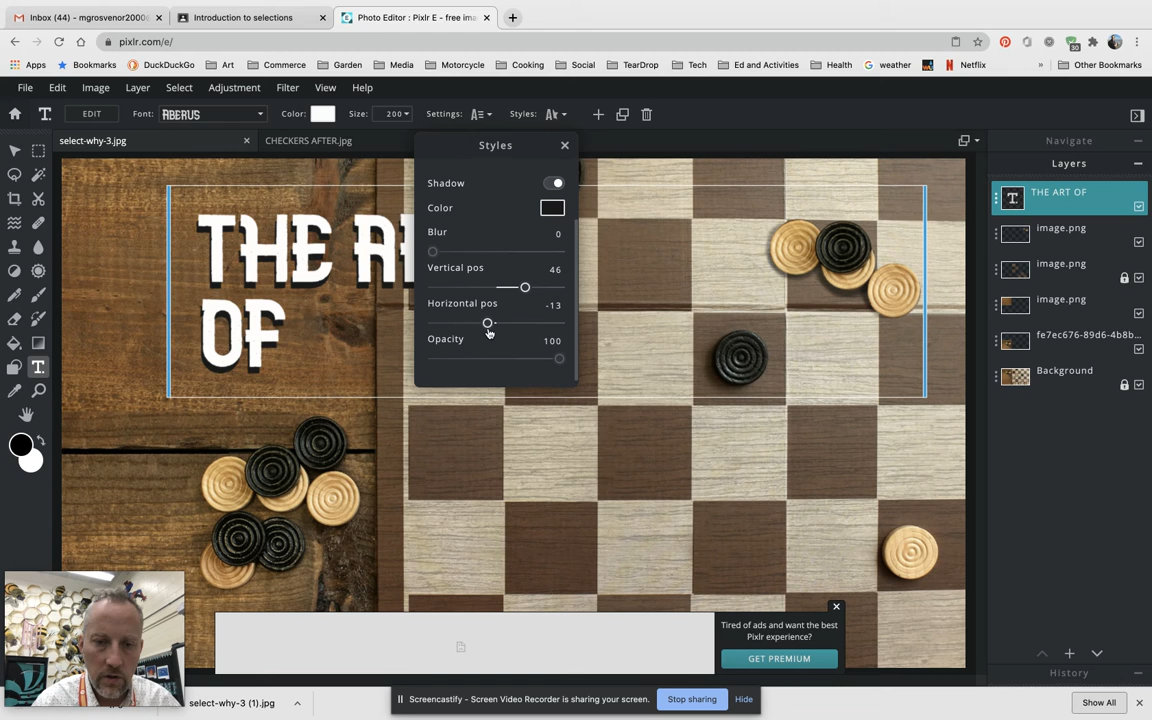 Inbox (44) – mgrosvenor2000
Introduction to selections
Photo Editor : Pixlr E - free ima
pixlr.com/e/
30
Apps
Bookmarks
DuckDuckGo
Art
Commerce
Garden
Media
Motorcycle
Cooking
Social
TearDrop
Tech
Ed and Activities
Health
weather
Netflix
»
Other Bookmarks
File
Edit
Image
Layer
Select
Adjustment
Filter
View
Help
EDIT
Font:
ABERUS
Color:
Size:
200
Settings:
Styles:
select-why-3.jpg
CHECKERS AFTER.jpg
Navigate
Layers
Styles
Shadow
Color
Blur
0
Vertical pos
46
Horizontal pos
-13
Opacity
100
THE AR
OF
THE ART OF
image.png
image.png
image.png
fe7ec676-89d6-4b8b...
Background
Tired of ads and want the best
Pixlr experience?
GET PREMIUM
History
select-why-3 (1).jpg
Screencastify - Screen Video Recorder is sharing your screen.
Stop sharing
Hide
Show All